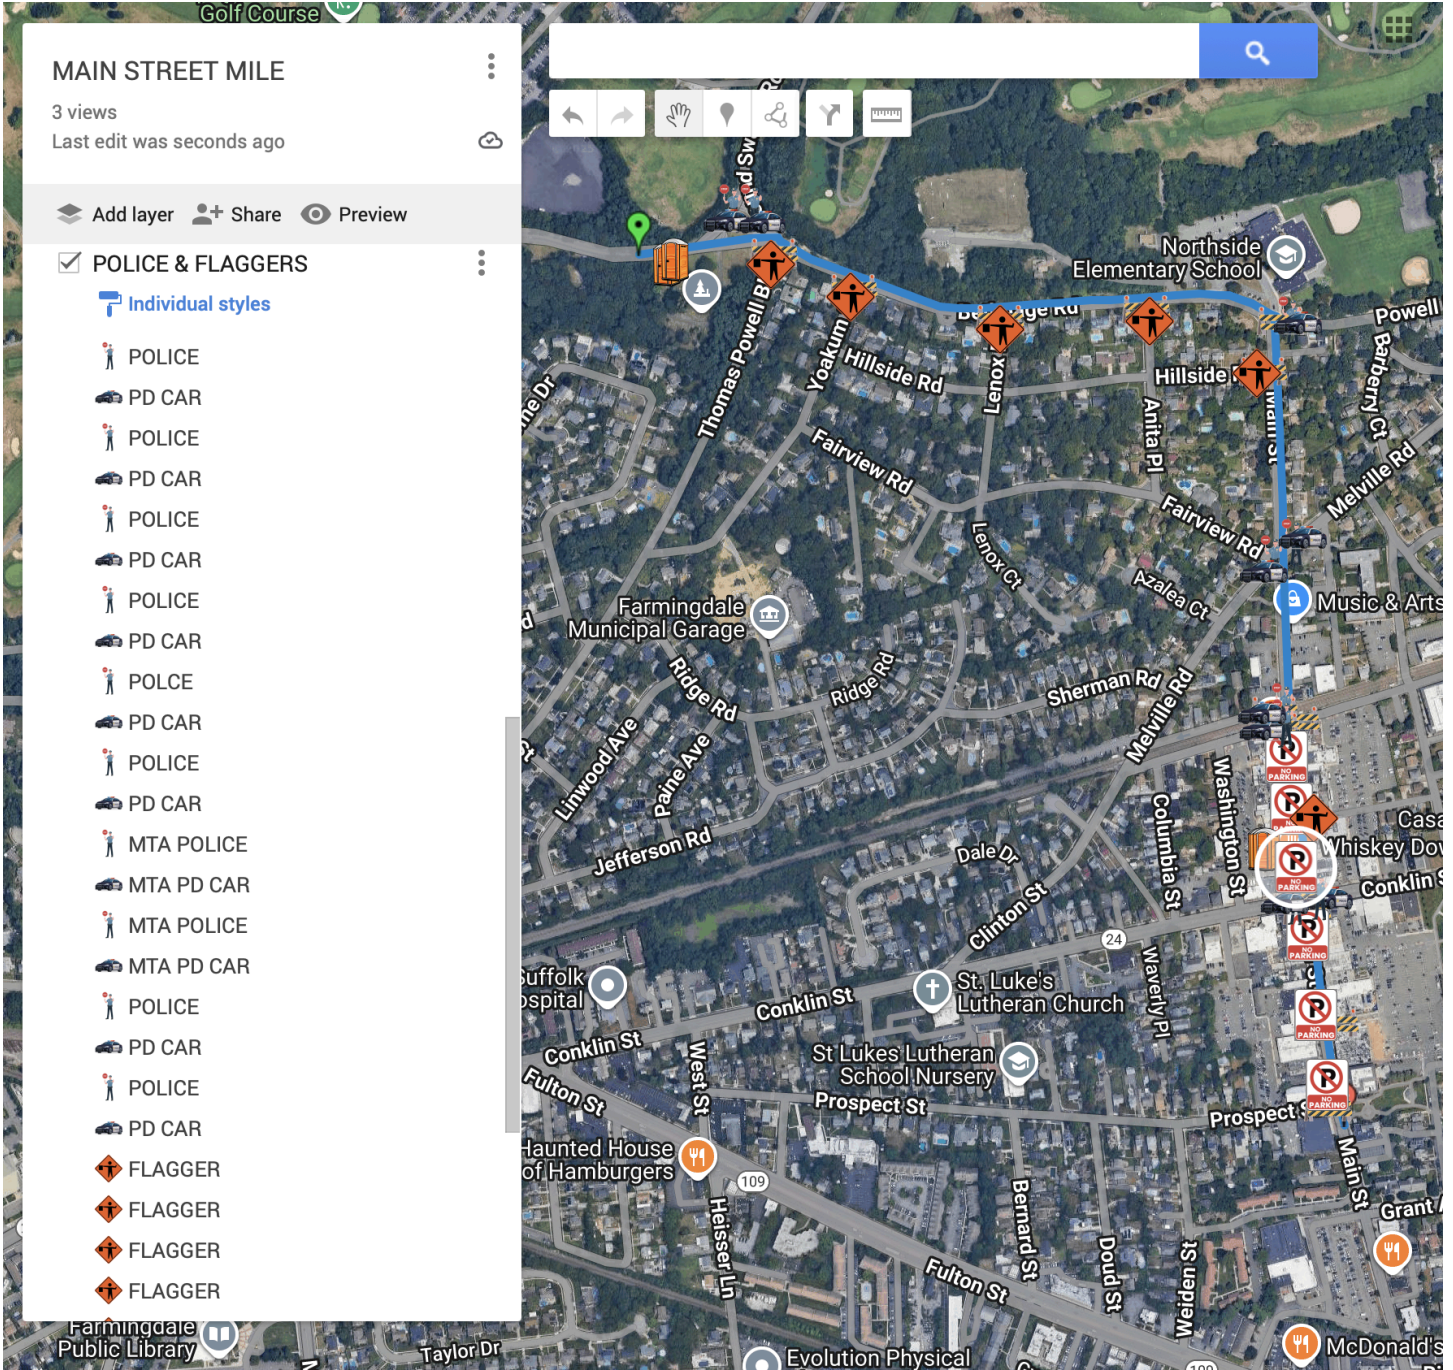 Golf Course
MAIN STREET MILE
3 views
Last edit was seconds ago
Add layer
Share
Preview
POLICE & FLAGGERS
Individual styles
POLICE
PD CAR
POLICE
PD CAR
POLICE
PD CAR
POLICE
PD CAR
POLCE
PD CAR
POLICE
PD CAR
MTA POLICE
MTA PD CAR
MTA POLICE
MTA PD CAR
POLICE
PD CAR
POLICE
PD CAR
FLAGGER
FLAGGER
FLAGGER
FLAGGER
Northside
Elementary School
Powell
Thomas Powell B
Yoakum
Hillside Rd
Lenox
Hillside
Anita Pl
Main St
Barberry Ct
Melville Rd
ne Dr
Fairview Rd
Fairview Rd
Lenox Ct
Azalea Ct
Music & Arts
Farmingdale
Municipal Garage
Ridge Rd
Ridge Rd
Sherman Rd
Melville Rd
Linwood Ave
Paine Ave
Jefferson Rd
Washington St
Columbia St
NO
PARKING
Casa
Whiskey Dow
NO
PARKING
Conklin S
Dale Dr
Clinton St
24
NO
PARKING
Suffolk
ospital
Conklin St
St. Luke's
Lutheran Church
Waverly Pl
NO
PARKING
Conklin St
St Lukes Lutheran
School Nursery
West St
Fulton St
Prospect St
Prospect S
NO
PARKING
Haunted House
of Hamburgers
109
Main St
Grant A
Heisser Ln
Bernard St
Doud St
Weiden St
Fulton St
Farmingdale
Public Library
Taylor Dr
Evolution Physical
McDonald's
109